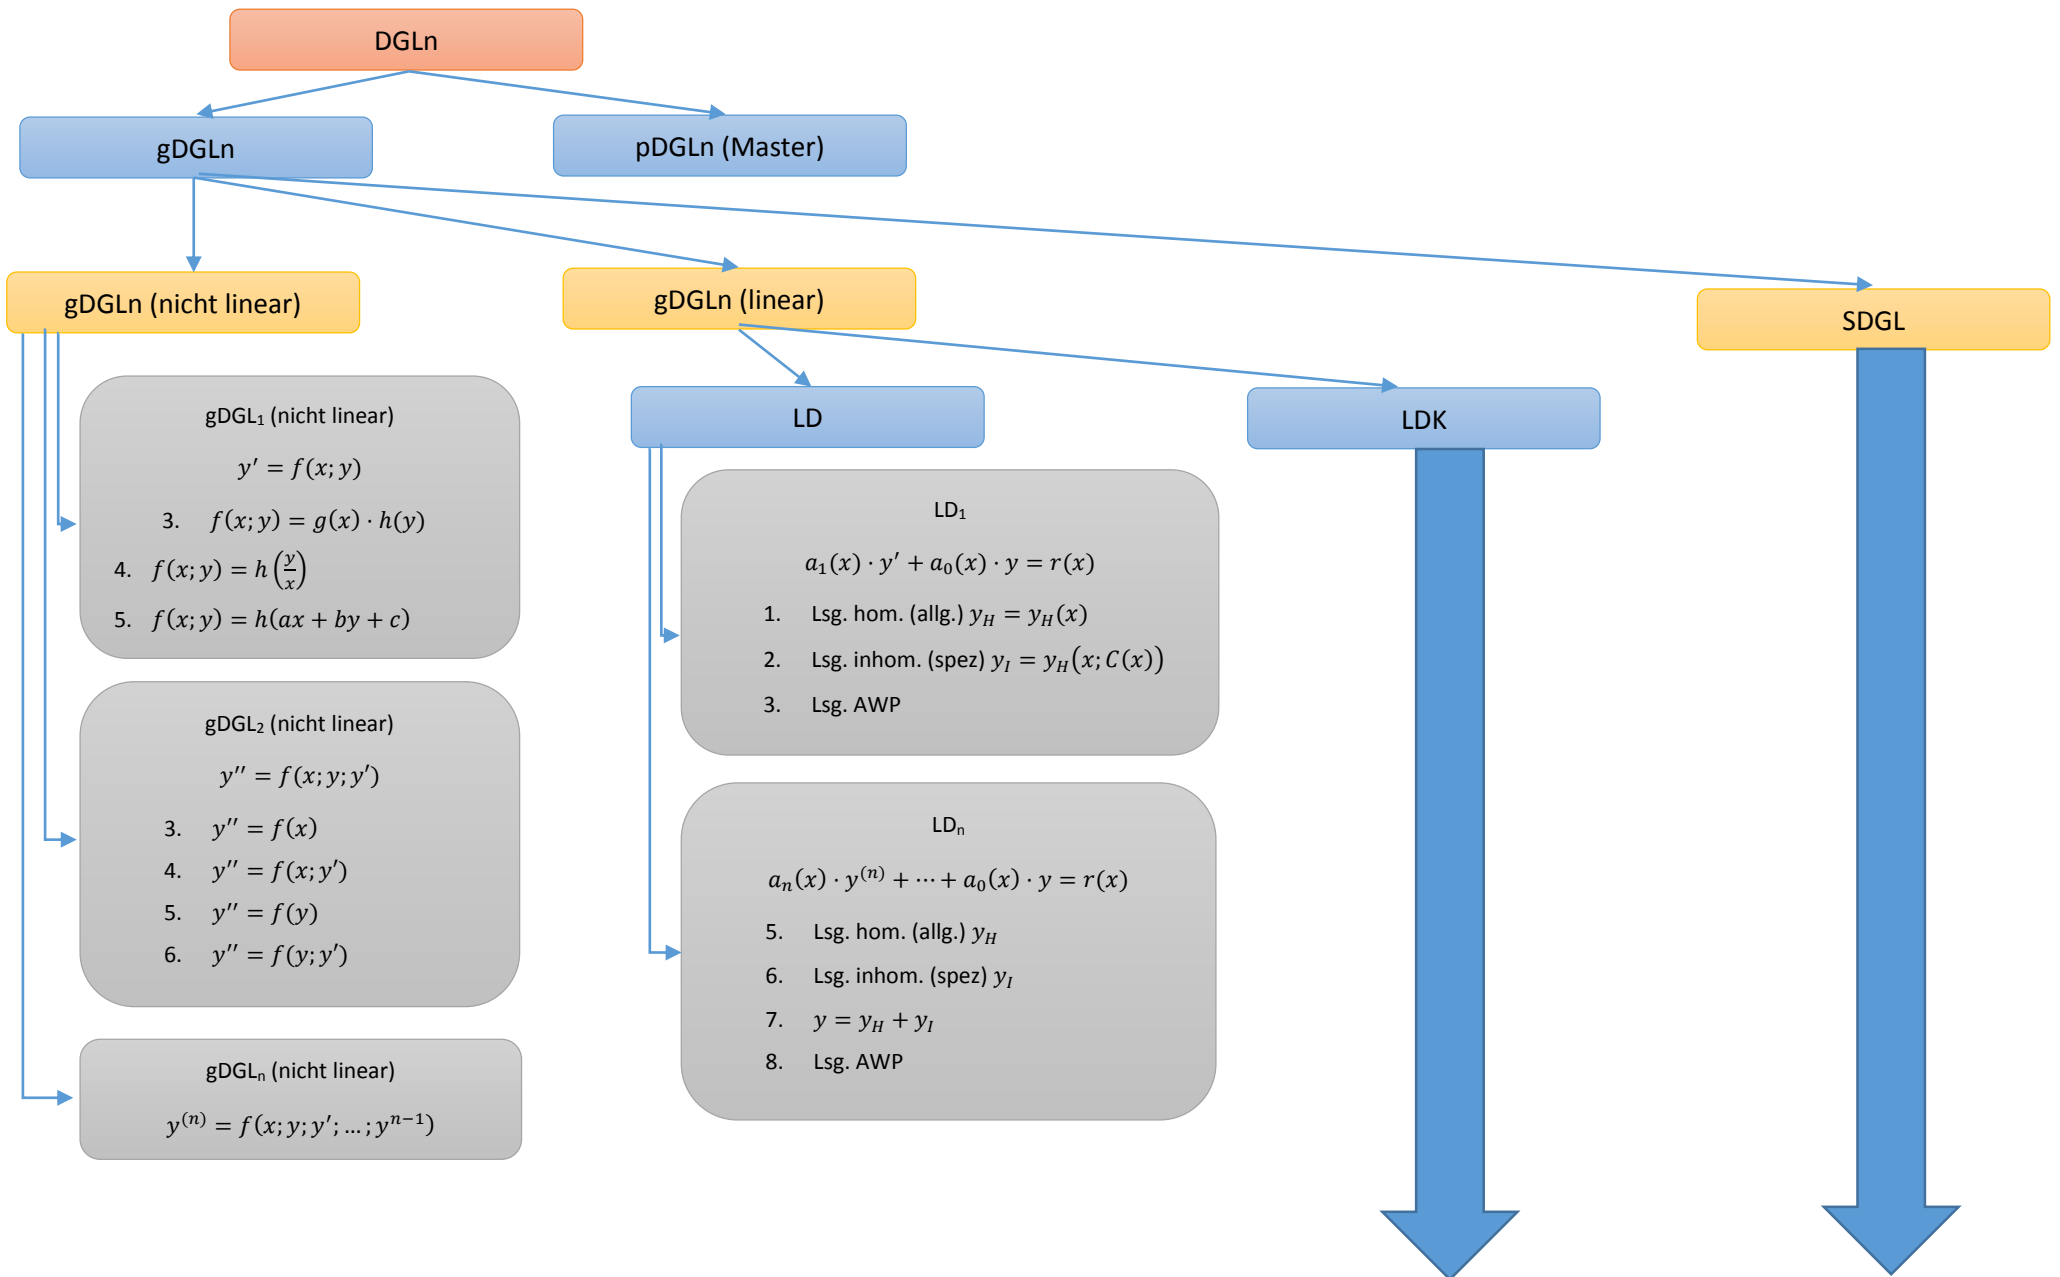 DGLn
gDGLn
pDGLn (Master)
gDGLn (nicht linear)
gDGLn (linear)
SDGL
gDGL₁ (nicht linear)
y′ = f(x; y)
3. f(x; y) = g(x) · h(y)
4. f(x; y) = h(y/x)
5. f(x; y) = h(ax + by + c)
gDGL₂ (nicht linear)
y′′ = f(x; y; y′)
3. y′′ = f(x)
4. y′′ = f(x; y′)
5. y′′ = f(y)
6. y′′ = f(y; y′)
gDGLₙ (nicht linear)
y⁽ⁿ⁾ = f(x; y; y′; … ; yⁿ⁻¹)
LD
LD₁
a₁(x) · y′ + a₀(x) · y = r(x)
1. Lsg. hom. (allg.) y_H = y_H(x)
2. Lsg. inhom. (spez) y_I = y_H(x; C(x))
3. Lsg. AWP
LDₙ
aₙ(x) · y⁽ⁿ⁾ + ⋯ + a₀(x) · y = r(x)
5. Lsg. hom. (allg.) y_H
6. Lsg. inhom. (spez) y_I
7. y = y_H + y_I
8. Lsg. AWP
LDK